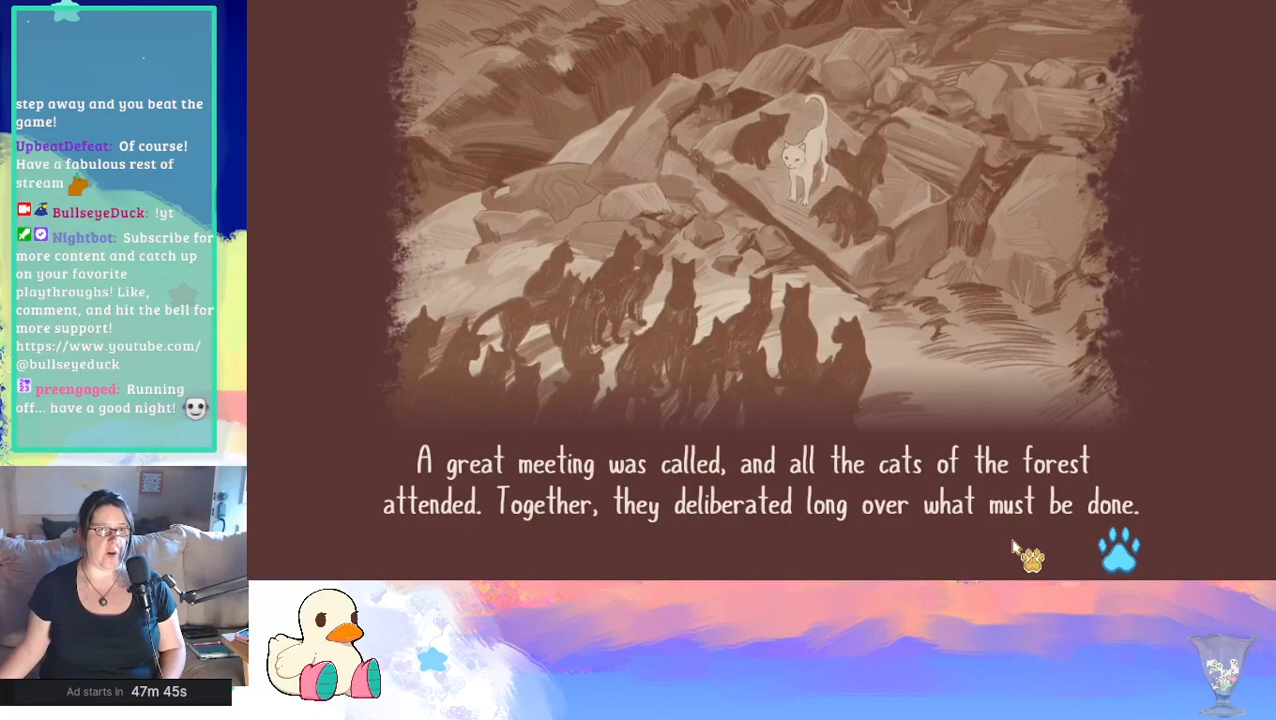 step away and you beat the
game!
UpbeatDefeat: Of course!
Have a fabulous rest of
stream
BullseyeDuck: !yt
Nightbot: Subscribe for
more content and catch up
on your favorite
playthroughs! Like,
comment, and hit the bell for
more support!
https://www.youtube.com/
@bullseyeduck
preengaged: Running
off... have a good night!
A great meeting was called, and all the cats of the forest
attended. Together, they deliberated long over what must be done.
Ad starts in 47m 45s